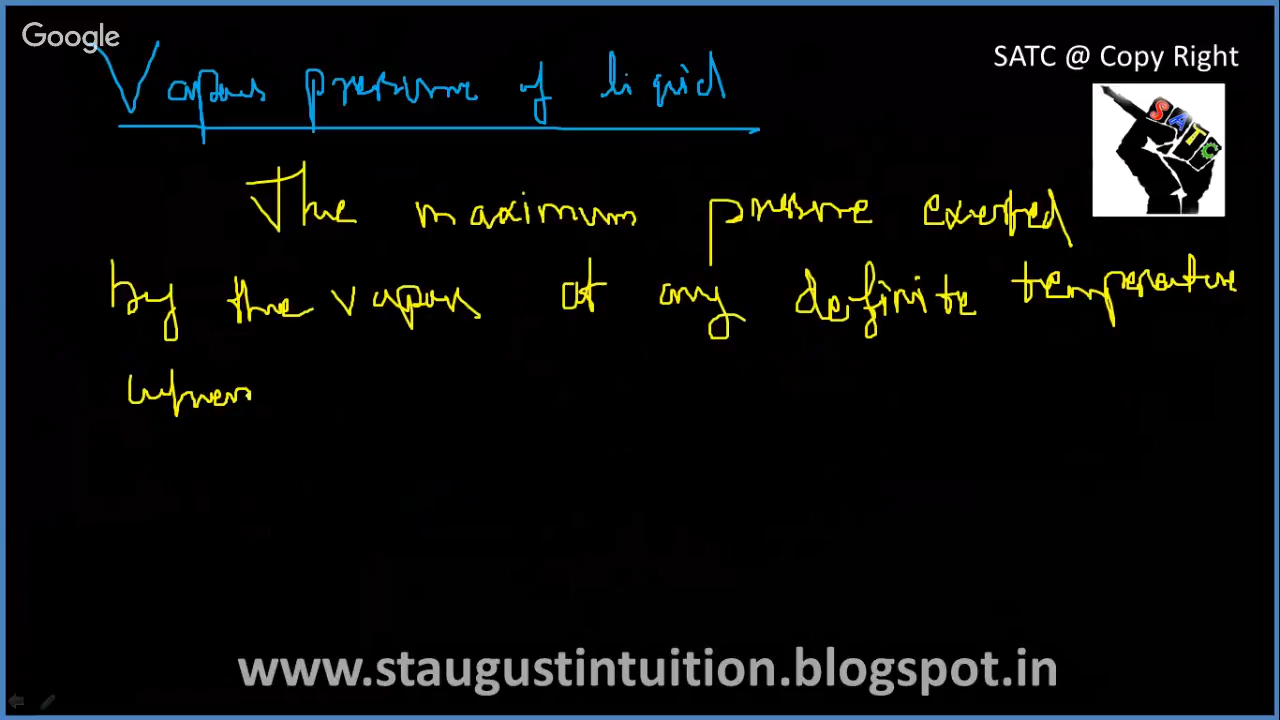 Google
SATC @ Copy Right
SATC
Vapour pressure of liquid
The maximum pressure exerted
by the vapour at any definite temperature
when
www.staugustintuition.blogspot.in